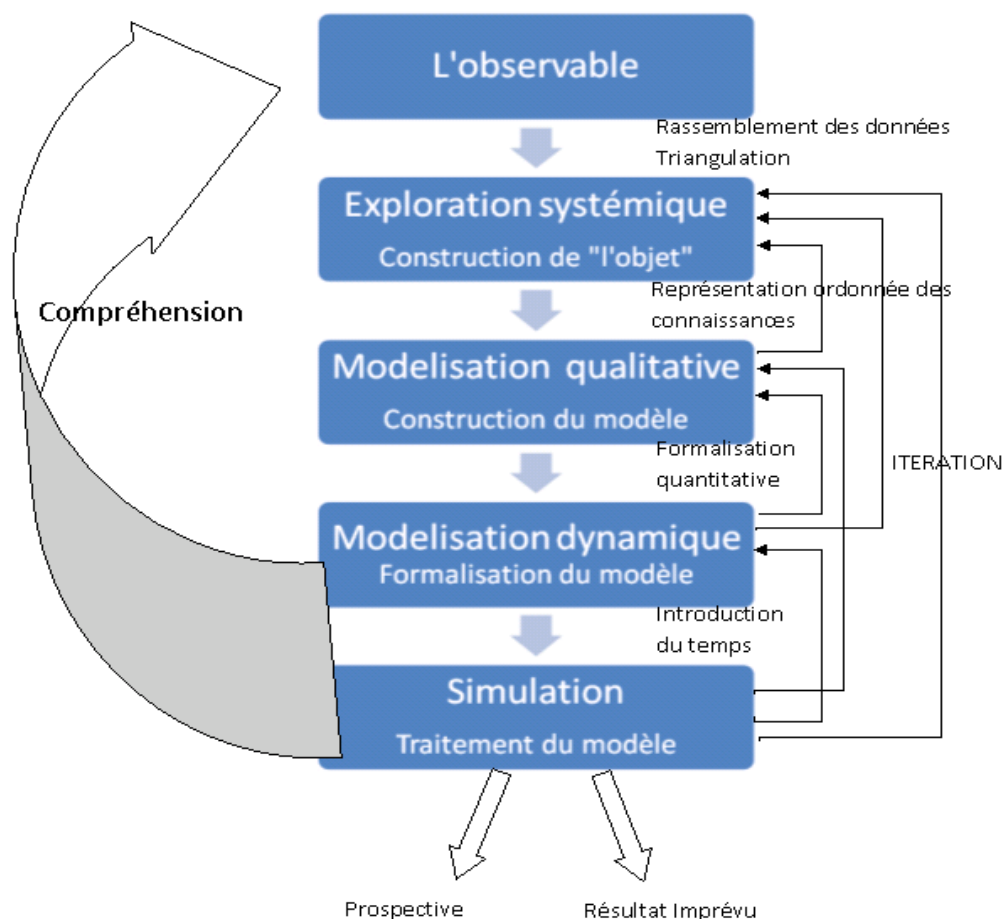 L'observable
Rassemblement des données
Triangulation
Exploration systémique
Construction de "l'objet"
Représentation ordonnée des
connaissances
Compréhension
Modelisation qualitative
Construction du modèle
Formalisation
quantitative
ITERATION
Modelisation dynamique
Formalisation du modèle
Introduction
du temps
Simulation
Traitement du modèle
Prospective
Résultat Imprévu